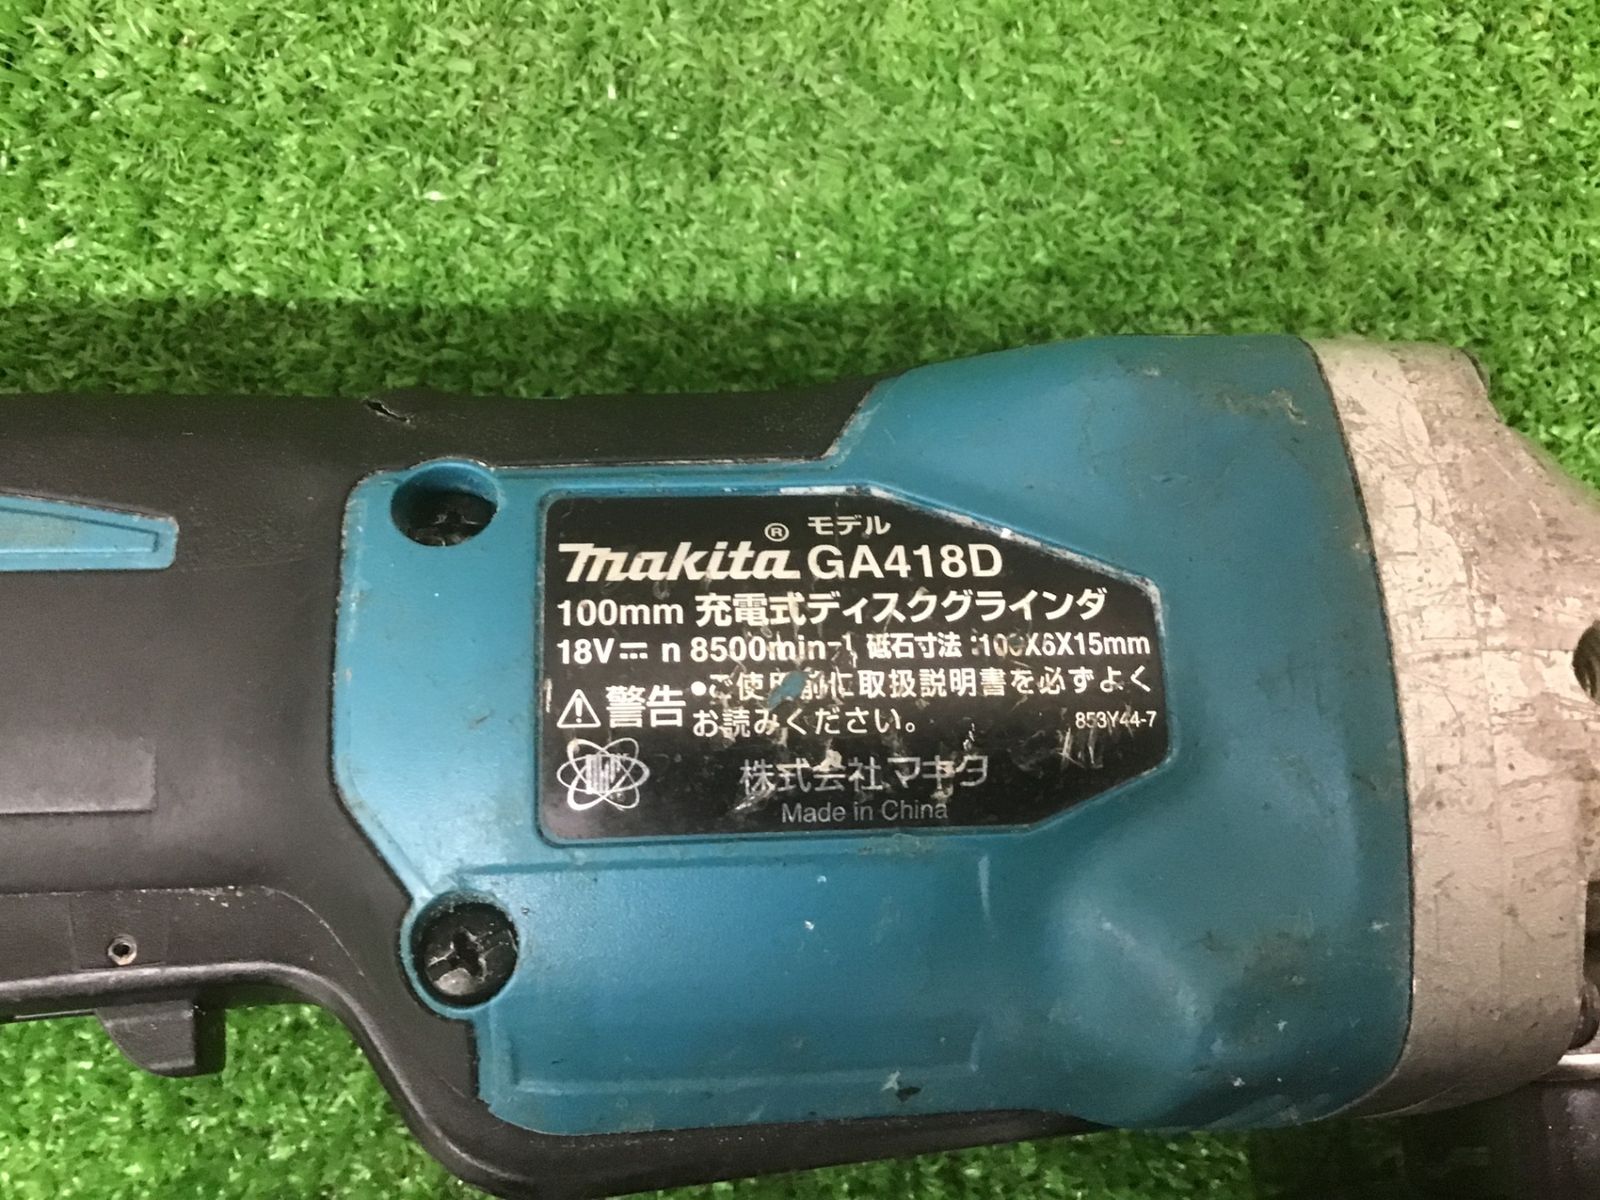 モデル
makita® GA418D
100mm 充電式ディスクグラインダ
18V⎓ n 8500min⁻¹ 砥石寸法:100X6X15mm
⚠警告 ●ご使用前に取扱説明書を必ずよく
お読みください。
853Y44-7
株式会社マキタ
Made in China